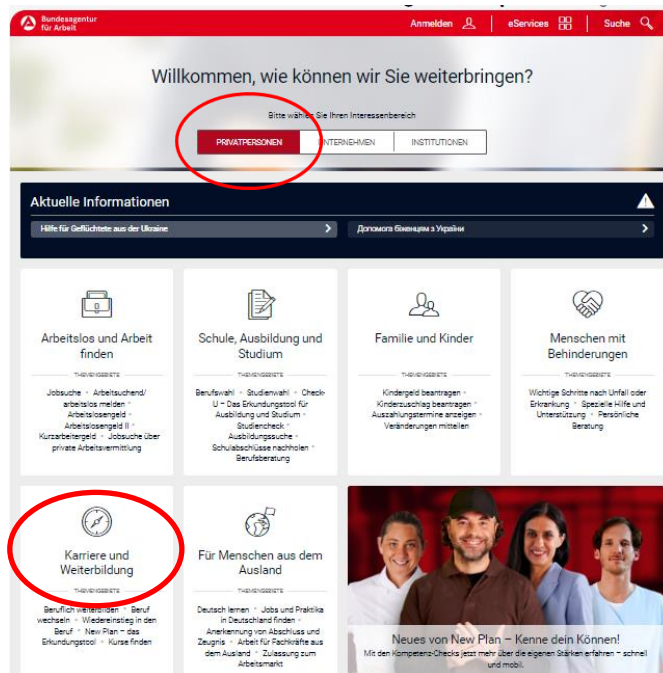 Bundesagentur
für Arbeit
Anmelden
eServices
Suche
Willkommen, wie können wir Sie weiterbringen?
Bitte wählen Sie Ihren Interessenbereich
PRIVATPERSONEN
UNTERNEHMEN
INSTITUTIONEN
Aktuelle Informationen
Hilfe für Geflüchtete aus der Ukraine
Допомога біженцям з України
Arbeitslos und Arbeit
finden
THEMENGEBIETE
Jobsuche · Arbeitsuchend/
arbeitslos melden ·
Arbeitslosengeld ·
Arbeitslosengeld II ·
Kurzarbeitergeld · Jobsuche über
private Arbeitsvermittlung
Schule, Ausbildung und
Studium
THEMENGEBIETE
Berufswahl · Studienwahl · Check-
U – Das Erkundungstool für
Ausbildung und Studium ·
Studiencheck ·
Ausbildungssuche ·
Schulabschlüsse nachholen ·
Berufsberatung
Familie und Kinder
THEMENGEBIETE
Kindergeld beantragen ·
Kinderzuschlag beantragen ·
Auszahlungstermine anzeigen ·
Veränderungen mitteilen
Menschen mit
Behinderungen
THEMENGEBIETE
Wichtige Schritte nach Unfall oder
Erkrankung · Spezielle Hilfe und
Unterstützung · Persönliche
Beratung
Karriere und
Weiterbildung
THEMENGEBIETE
Beruflich weiterbilden · Beruf
wechseln · Wiedereinstieg in den
Beruf · New Plan – das
Erkundungstool · Kurse finden
Für Menschen aus dem
Ausland
THEMENGEBIETE
Deutsch lernen · Jobs und Praktika
in Deutschland finden ·
Anerkennung von Abschluss und
Zeugnis · Arbeit für Fachkräfte aus
dem Ausland · Zulassung zum
Arbeitsmarkt
Neues von New Plan – Kenne dein Können!
Mit den Kompetenz-Checks jetzt mehr über die eigenen Stärken erfahren – schnell
und mobil.